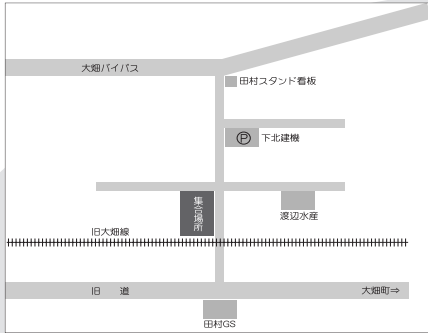 大畑バイパス
田村スタンド看板
Ⓟ 下北建機
集合場所
渡辺水産
旧大畑線
旧　道
大畑町⇒
田村GS